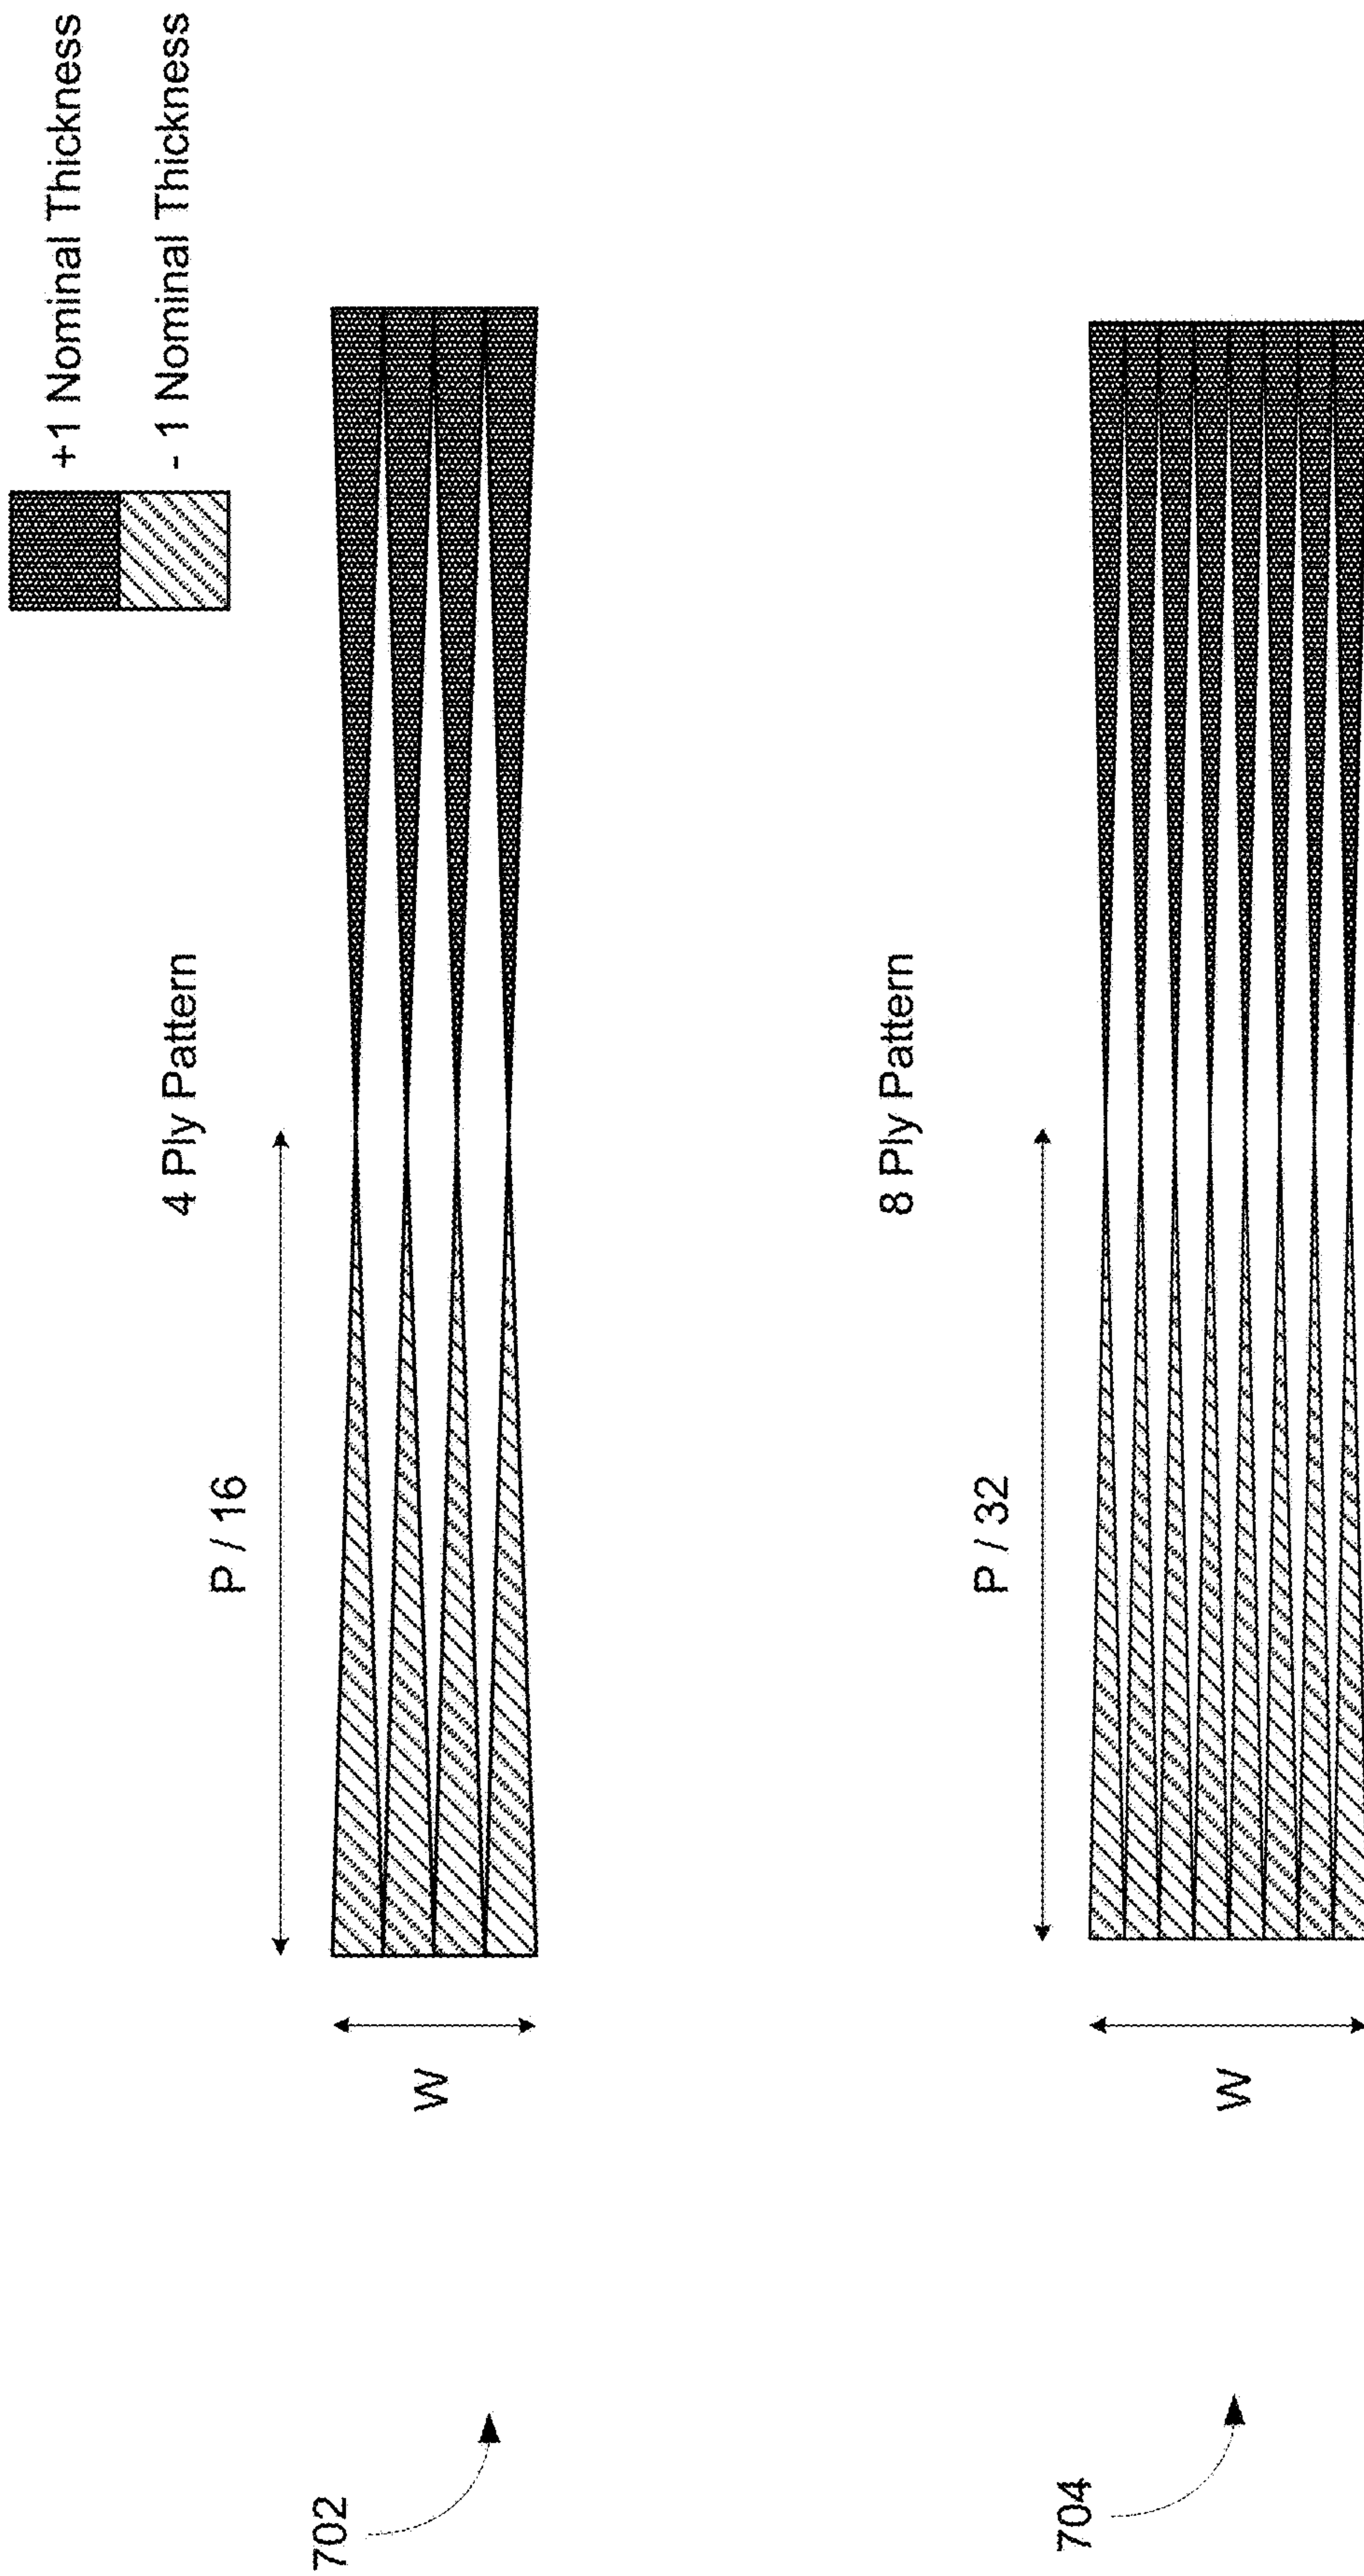 +1 Nominal Thickness
- 1 Nominal Thickness
4 Ply Pattern
P / 16
W
702
8 Ply Pattern
P / 32
W
704